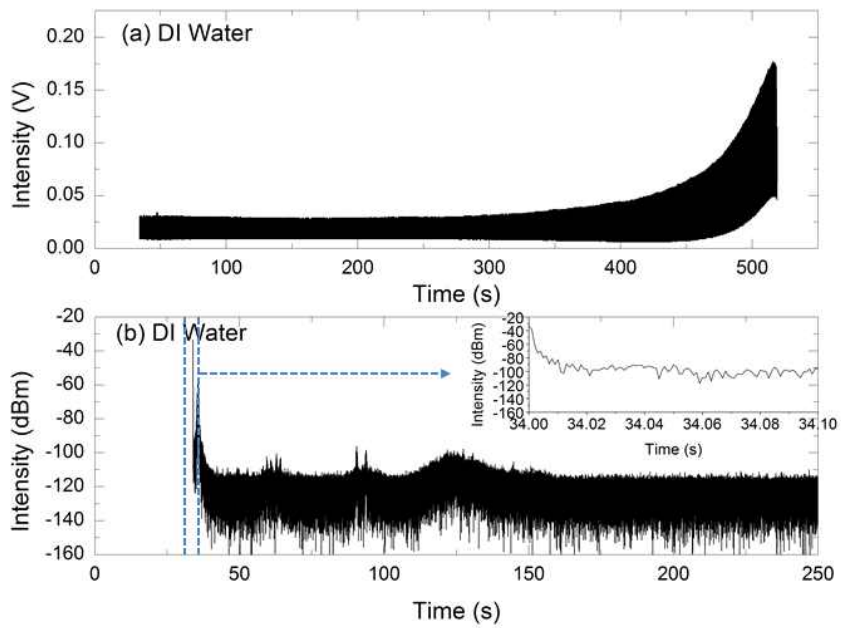 (a) DI Water
Intensity (V)
0.20
0.15
0.10
0.05
0.00
0 100 200 300 400 500
Time (s)
(b) DI Water
Intensity (dBm)
-20
-40
-60
-80
-100
-120
-140
-160
0 50 100 150 200 250
Time (s)
Intensity (dBm)
-20
-40
-60
-80
-100
-120
-140
-160
34.00 34.02 34.04 34.06 34.08 34.10
Time (s)